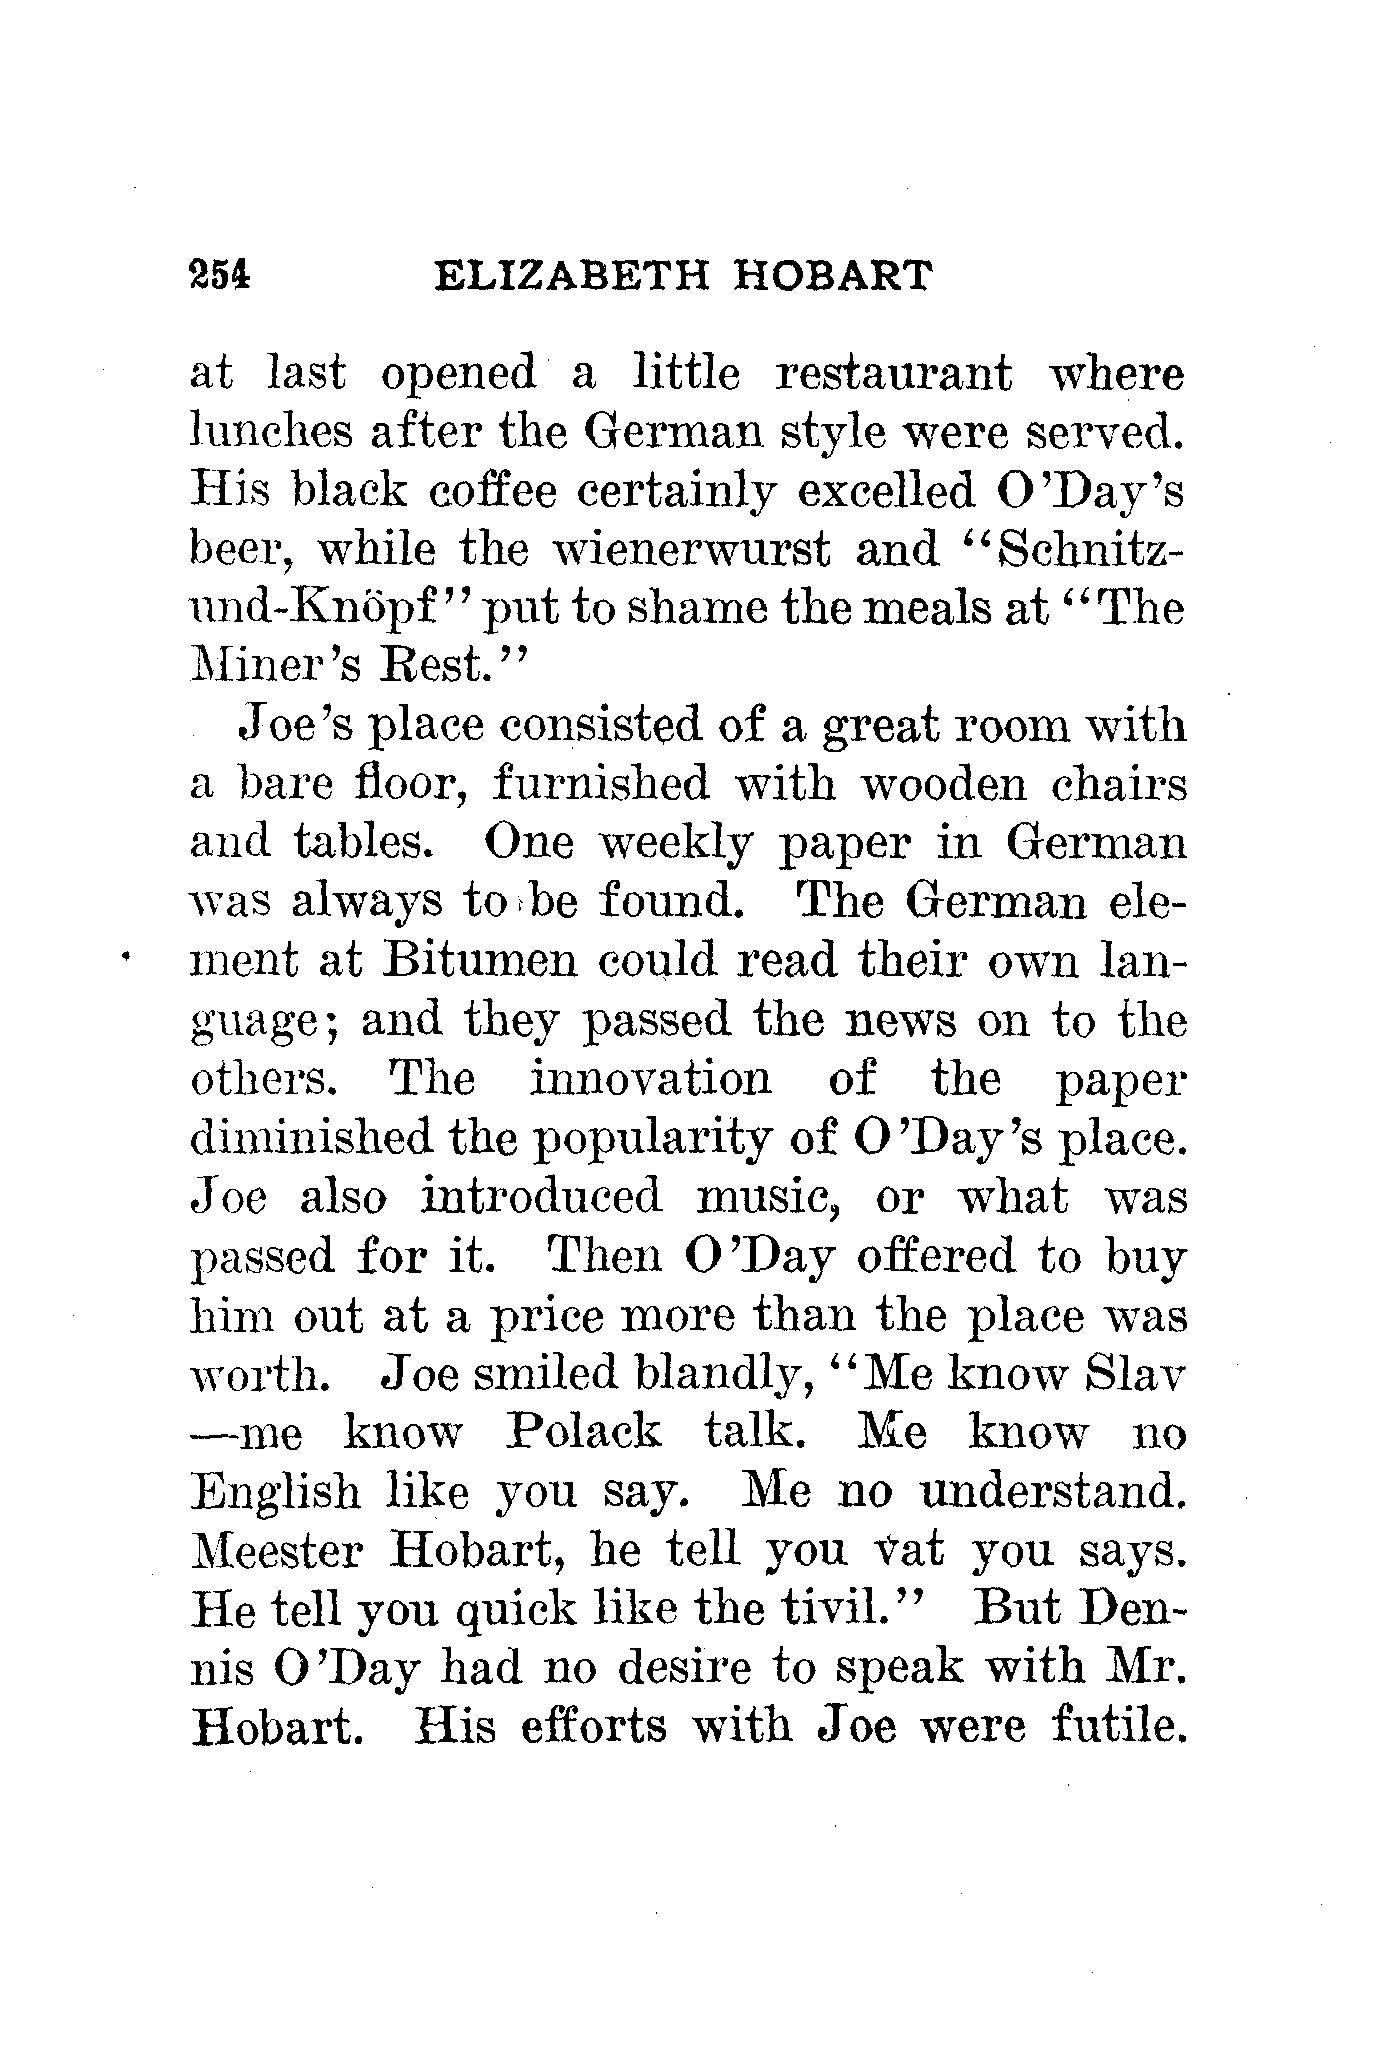 254 ELIZABETH HOBART
at last opened a little restaurant where
lunches after the German style were served.
His black coffee certainly excelled O'Day's
beer, while the wienerwurst and "Schnitz-
und-Knöpf" put to shame the meals at "The
Miner's Rest."
Joe's place consisted of a great room with
a bare floor, furnished with wooden chairs
and tables. One weekly paper in German
was always to be found. The German ele-
ment at Bitumen could read their own lan-
guage; and they passed the news on to the
others. The innovation of the paper
diminished the popularity of O'Day's place.
Joe also introduced music, or what was
passed for it. Then O'Day offered to buy
him out at a price more than the place was
worth. Joe smiled blandly, "Me know Slav
—me know Polack talk. Me know no
English like you say. Me no understand.
Meester Hobart, he tell you vat you says.
He tell you quick like the tivil." But Den-
nis O'Day had no desire to speak with Mr.
Hobart. His efforts with Joe were futile.